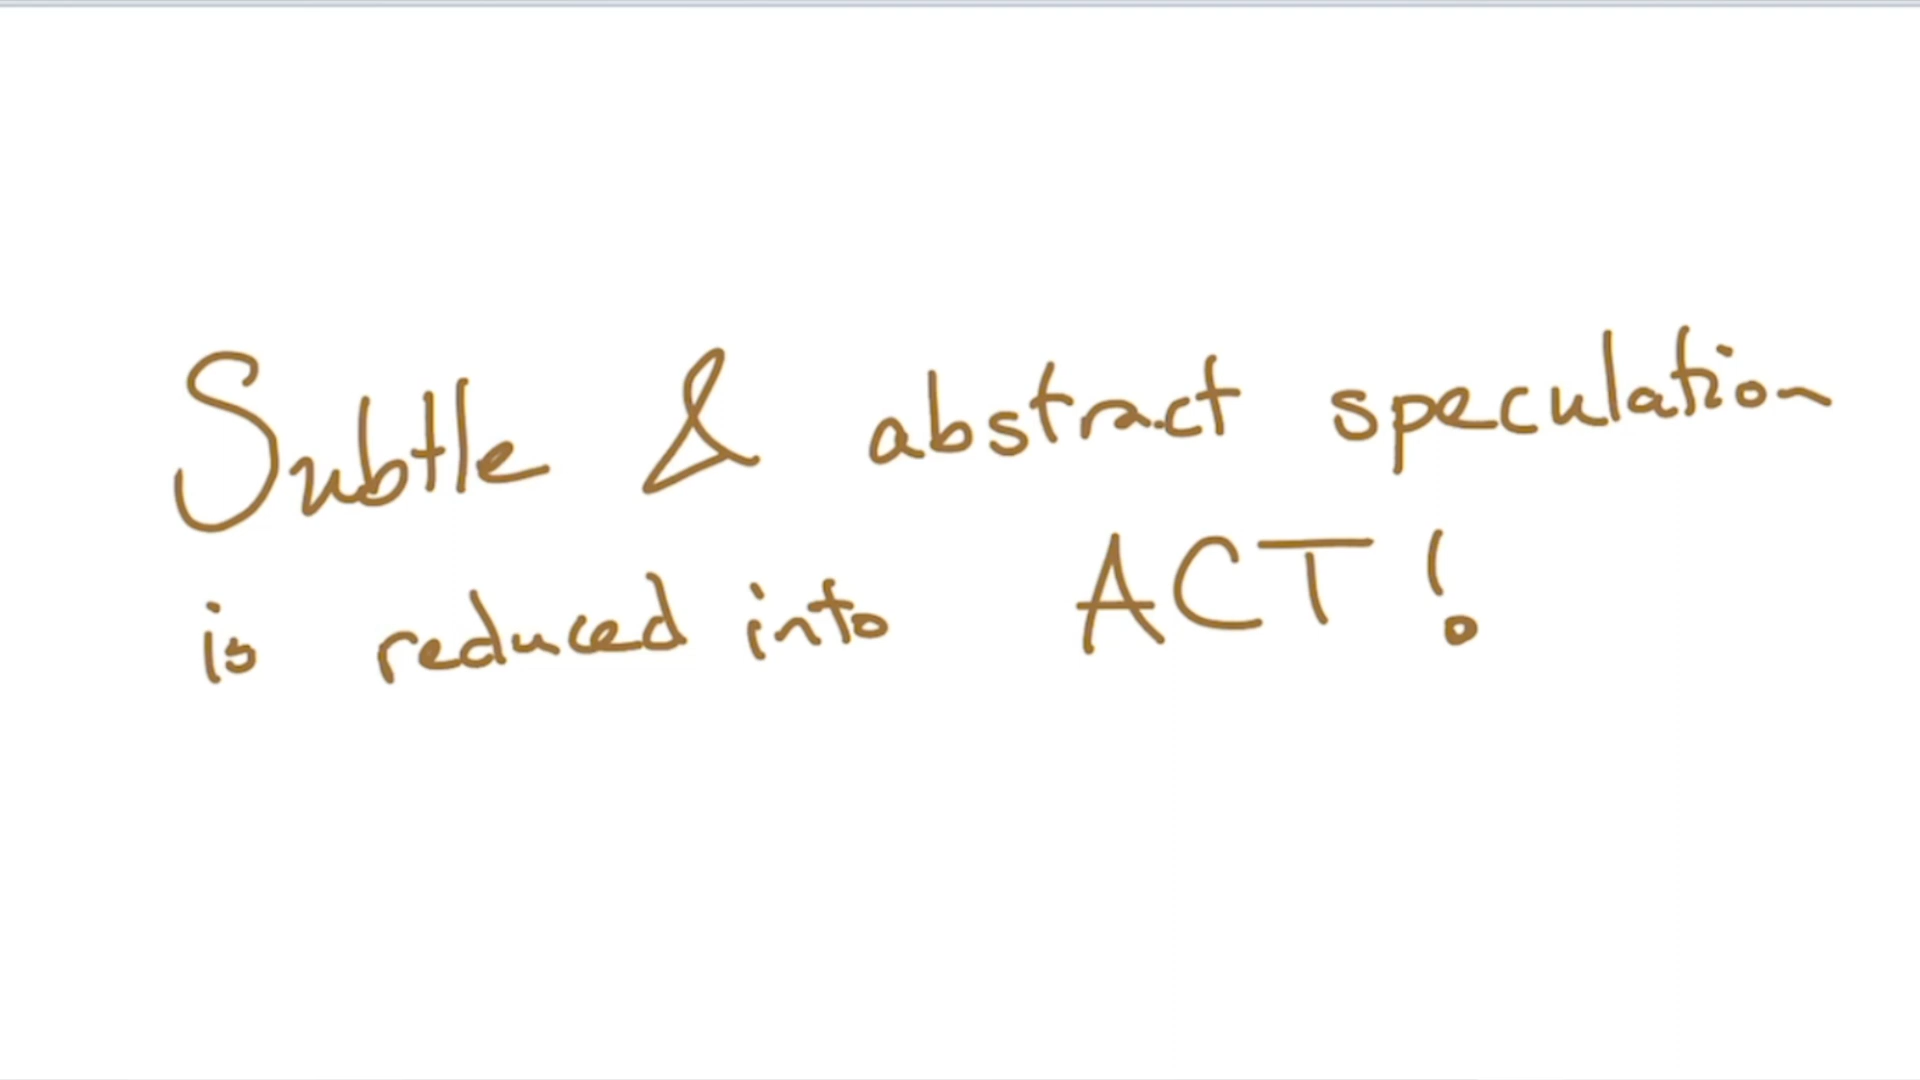 Subtle & abstract speculation
is reduced into ACT!